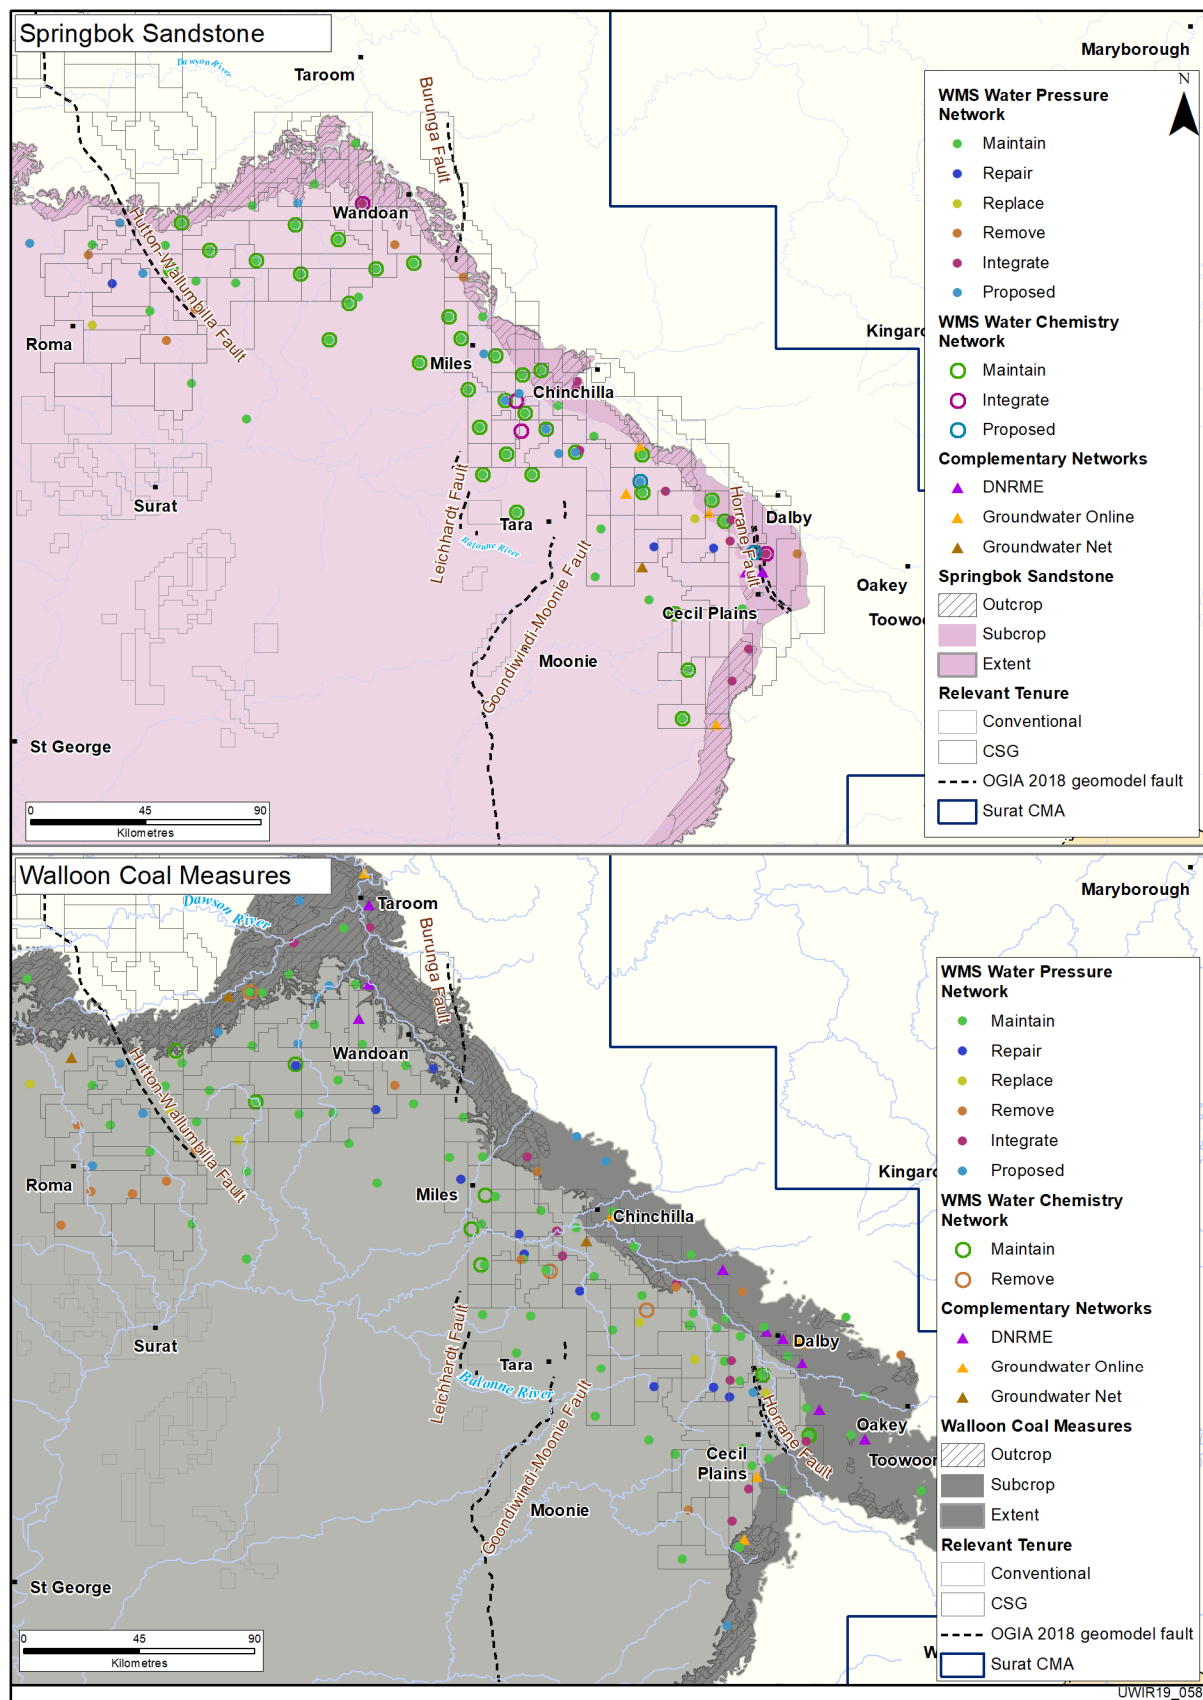 Springbok Sandstone
Maryborough
Dawson River
Taroom
Burunga Fault
Wandoan
Hutton-Wallumbilla Fault
Roma
Miles
Chinchilla
Kingaro
Surat
Leichhardt Fault
Tara
Balonne River
Horrane Fault
Dalby
Oakey
Cecil Plains
Toowoo
Goondiwindi-Moonie Fault
Moonie
St George
0 45 90
Kilometres
N
WMS Water Pressure
Network
Maintain
Repair
Replace
Remove
Integrate
Proposed
WMS Water Chemistry
Network
Maintain
Integrate
Proposed
Complementary Networks
DNRME
Groundwater Online
Groundwater Net
Springbok Sandstone
Outcrop
Subcrop
Extent
Relevant Tenure
Conventional
CSG
OGIA 2018 geomodel fault
Surat CMA
Walloon Coal Measures
Maryborough
Dawson River
Taroom
Burunga Fault
Wandoan
Hutton-Wallumbilla Fault
Roma
Miles
Chinchilla
Kingaro
Surat
Leichhardt Fault
Tara
Balonne River
Dalby
Horrane Fault
Oakey
Cecil
Plains
Toowoo
Goondiwindi-Moonie Fault
Moonie
St George
W
0 45 90
Kilometres
WMS Water Pressure
Network
Maintain
Repair
Replace
Remove
Integrate
Proposed
WMS Water Chemistry
Network
Maintain
Remove
Complementary Networks
DNRME
Groundwater Online
Groundwater Net
Walloon Coal Measures
Outcrop
Subcrop
Extent
Relevant Tenure
Conventional
CSG
OGIA 2018 geomodel fault
Surat CMA
UWIR19_058